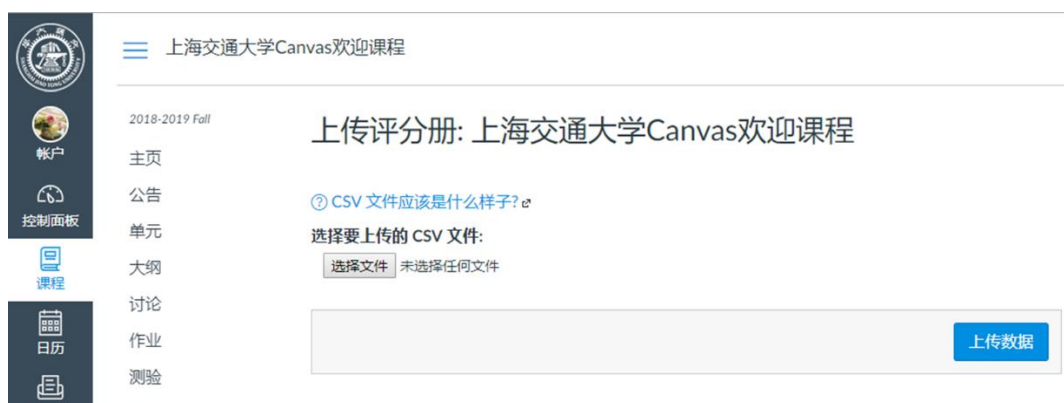 上海交通大学Canvas欢迎课程
帐户
控制面板
课程
日历
2018-2019 Fall
主页
公告
单元
大纲
讨论
作业
测验
上传评分册: 上海交通大学Canvas欢迎课程
CSV 文件应该是什么样子?
选择要上传的 CSV 文件:
选择文件 未选择任何文件
上传数据